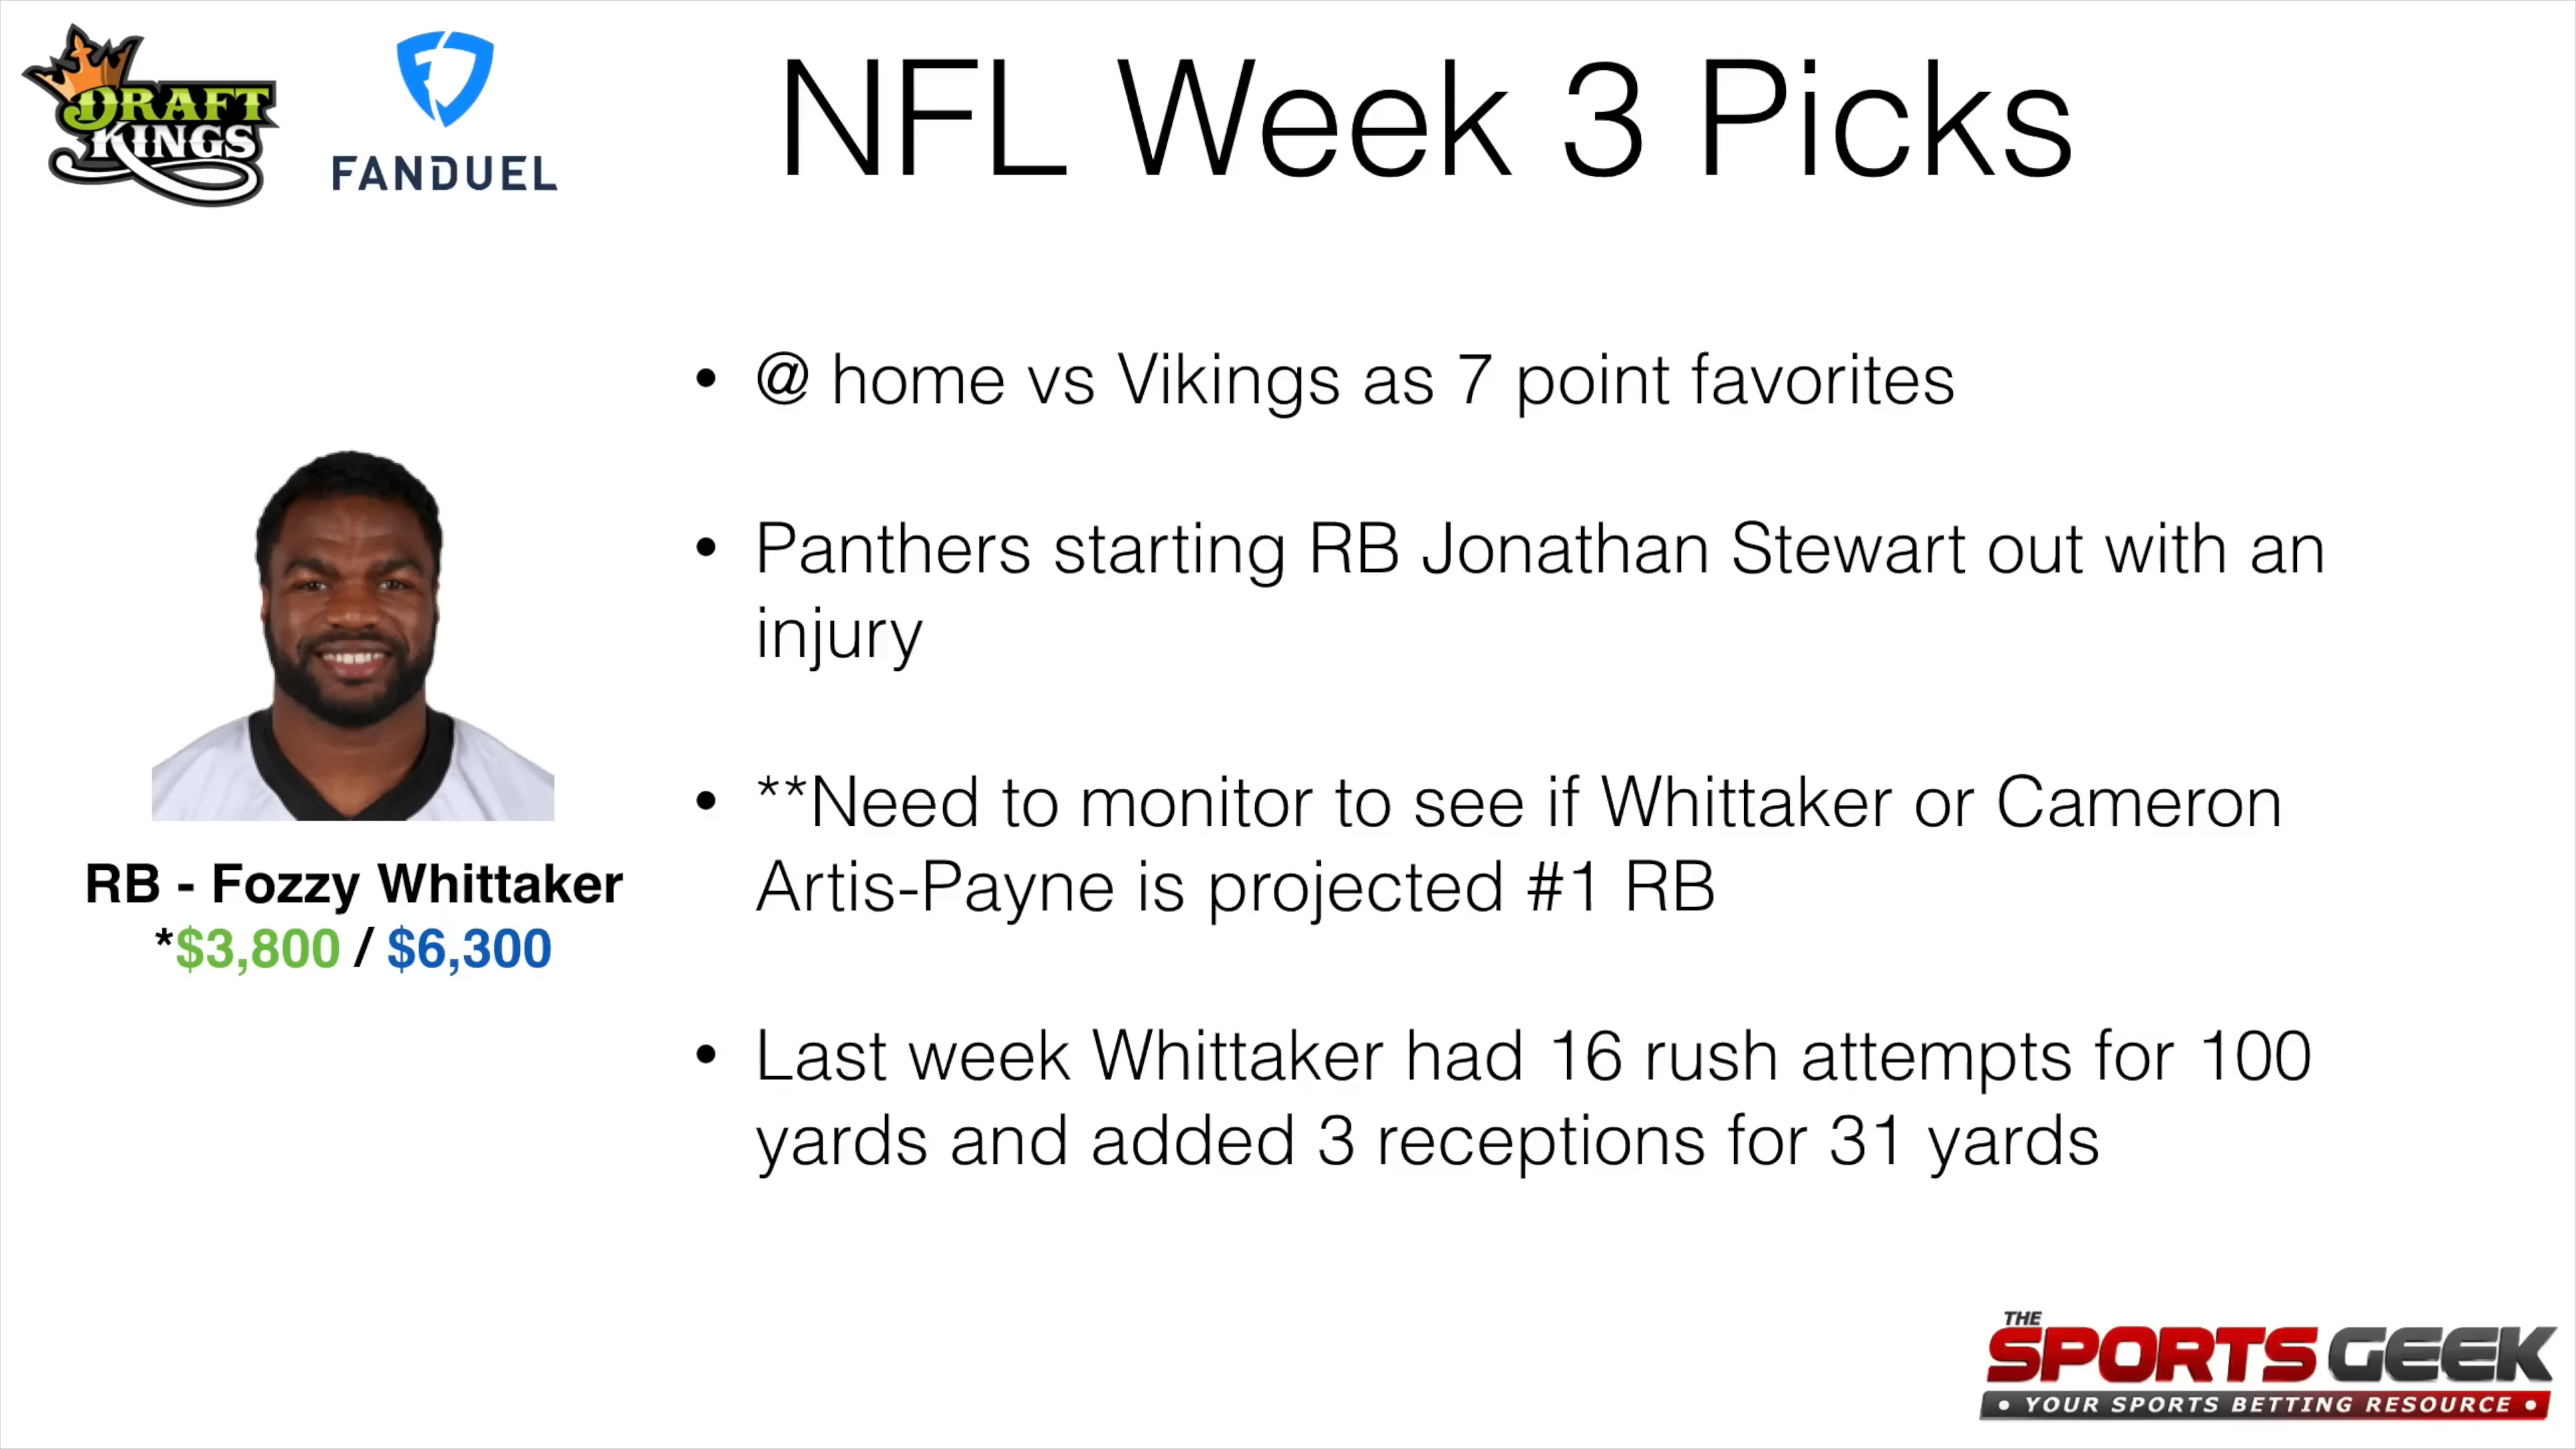 DRAFT
KINGS
FANDUEL
NFL Week 3 Picks
• @ home vs Vikings as 7 point favorites
• Panthers starting RB Jonathan Stewart out with an
injury
• **Need to monitor to see if Whittaker or Cameron
Artis-Payne is projected #1 RB
• Last week Whittaker had 16 rush attempts for 100
yards and added 3 receptions for 31 yards
RB - Fozzy Whittaker
*$3,800 / $6,300
THE
SPORTS GEEK
• YOUR SPORTS BETTING RESOURCE •